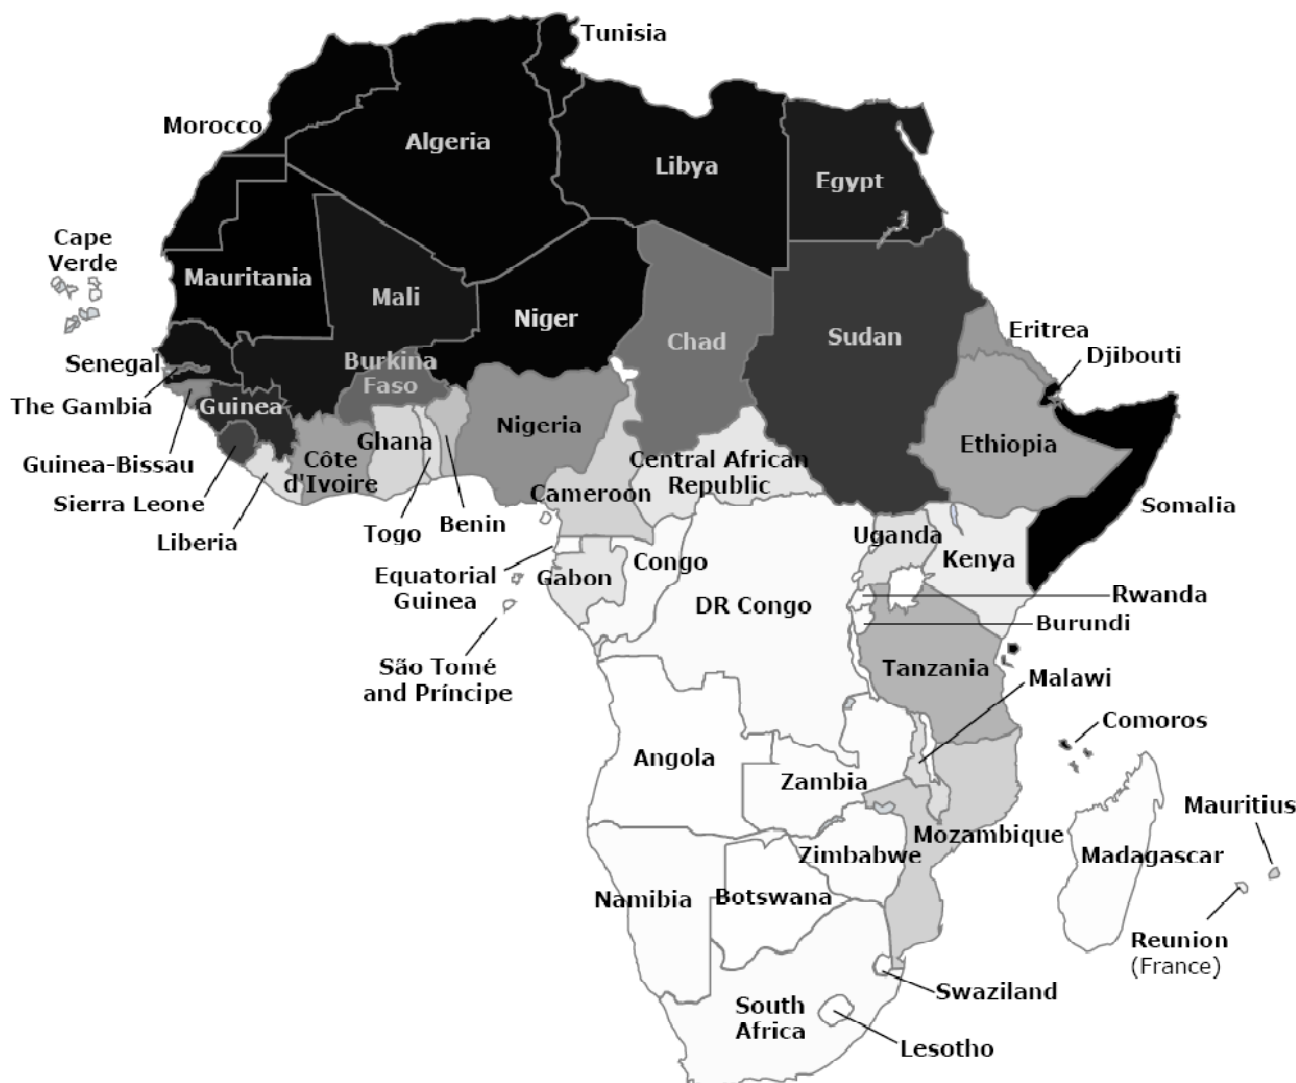 Tunisia
Morocco
Algeria
Libya
Egypt
Cape
Verde
Mauritania
Mali
Niger
Chad
Sudan
Eritrea
Djibouti
Senegal
Burkina
Faso
The Gambia
Guinea
Nigeria
Ghana
Ethiopia
Guinea-Bissau
Côte
d'Ivoire
Central African
Republic
Cameroon
Sierra Leone
Somalia
Liberia
Togo
Benin
Uganda
Kenya
Equatorial
Guinea
Gabon
Congo
DR Congo
Rwanda
Burundi
São Tomé
and Príncipe
Tanzania
Malawi
Comoros
Angola
Zambia
Mauritius
Mozambique
Zimbabwe
Madagascar
Namibia
Botswana
Reunion
(France)
Swaziland
South
Africa
Lesotho